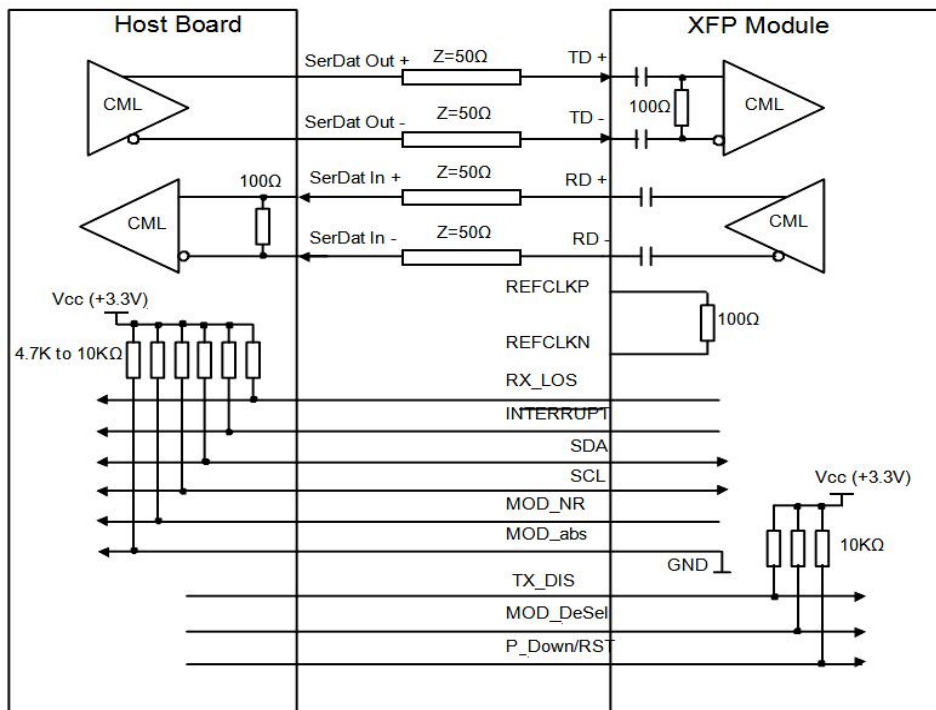 Host Board
XFP Module
SerDat Out +
Z=50Ω
TD +
CML
100Ω
CML
SerDat Out -
Z=50Ω
TD -
100Ω
SerDat In +
Z=50Ω
RD +
CML
CML
SerDat In -
Z=50Ω
RD -
REFCLKP
Vcc (+3.3V)
100Ω
REFCLKN
4.7K to 10KΩ
RX_LOS
INTERRUPT
SDA
SCL
Vcc (+3.3V)
MOD_NR
MOD_abs
10KΩ
GND
TX_DIS
MOD_DeSel
P_Down/RST